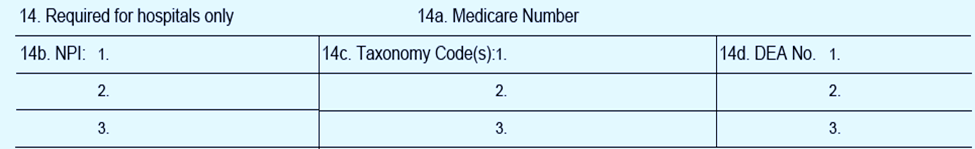 14. Required for hospitals only 14a. Medicare Number
14b. NPI: 1. 14c. Taxonomy Code(s):1. 14d. DEA No. 1.
2. 2. 2.
3. 3. 3.